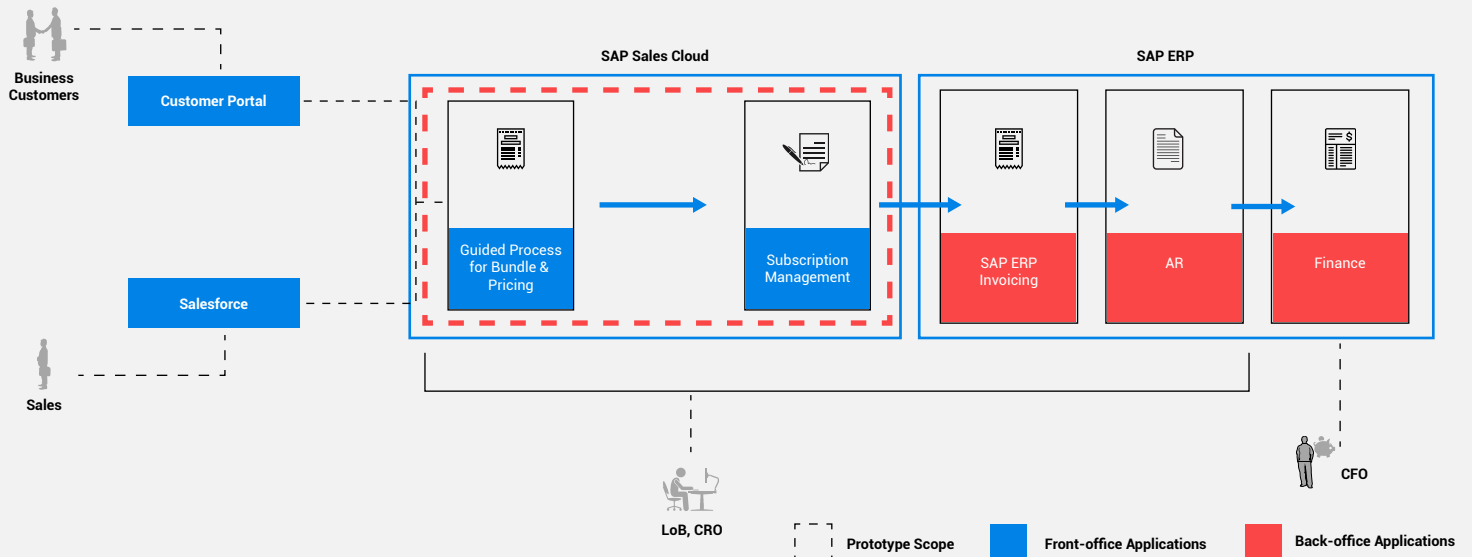 SAP Sales Cloud
SAP ERP
Business
Customers
Customer Portal
$
Guided Process
for Bundle &
Pricing
Subscription
Management
SAP ERP
Invoicing
AR
Finance
Salesforce
Sales
LoB, CRO
CFO
Prototype Scope
Front-office Applications
Back-office Applications